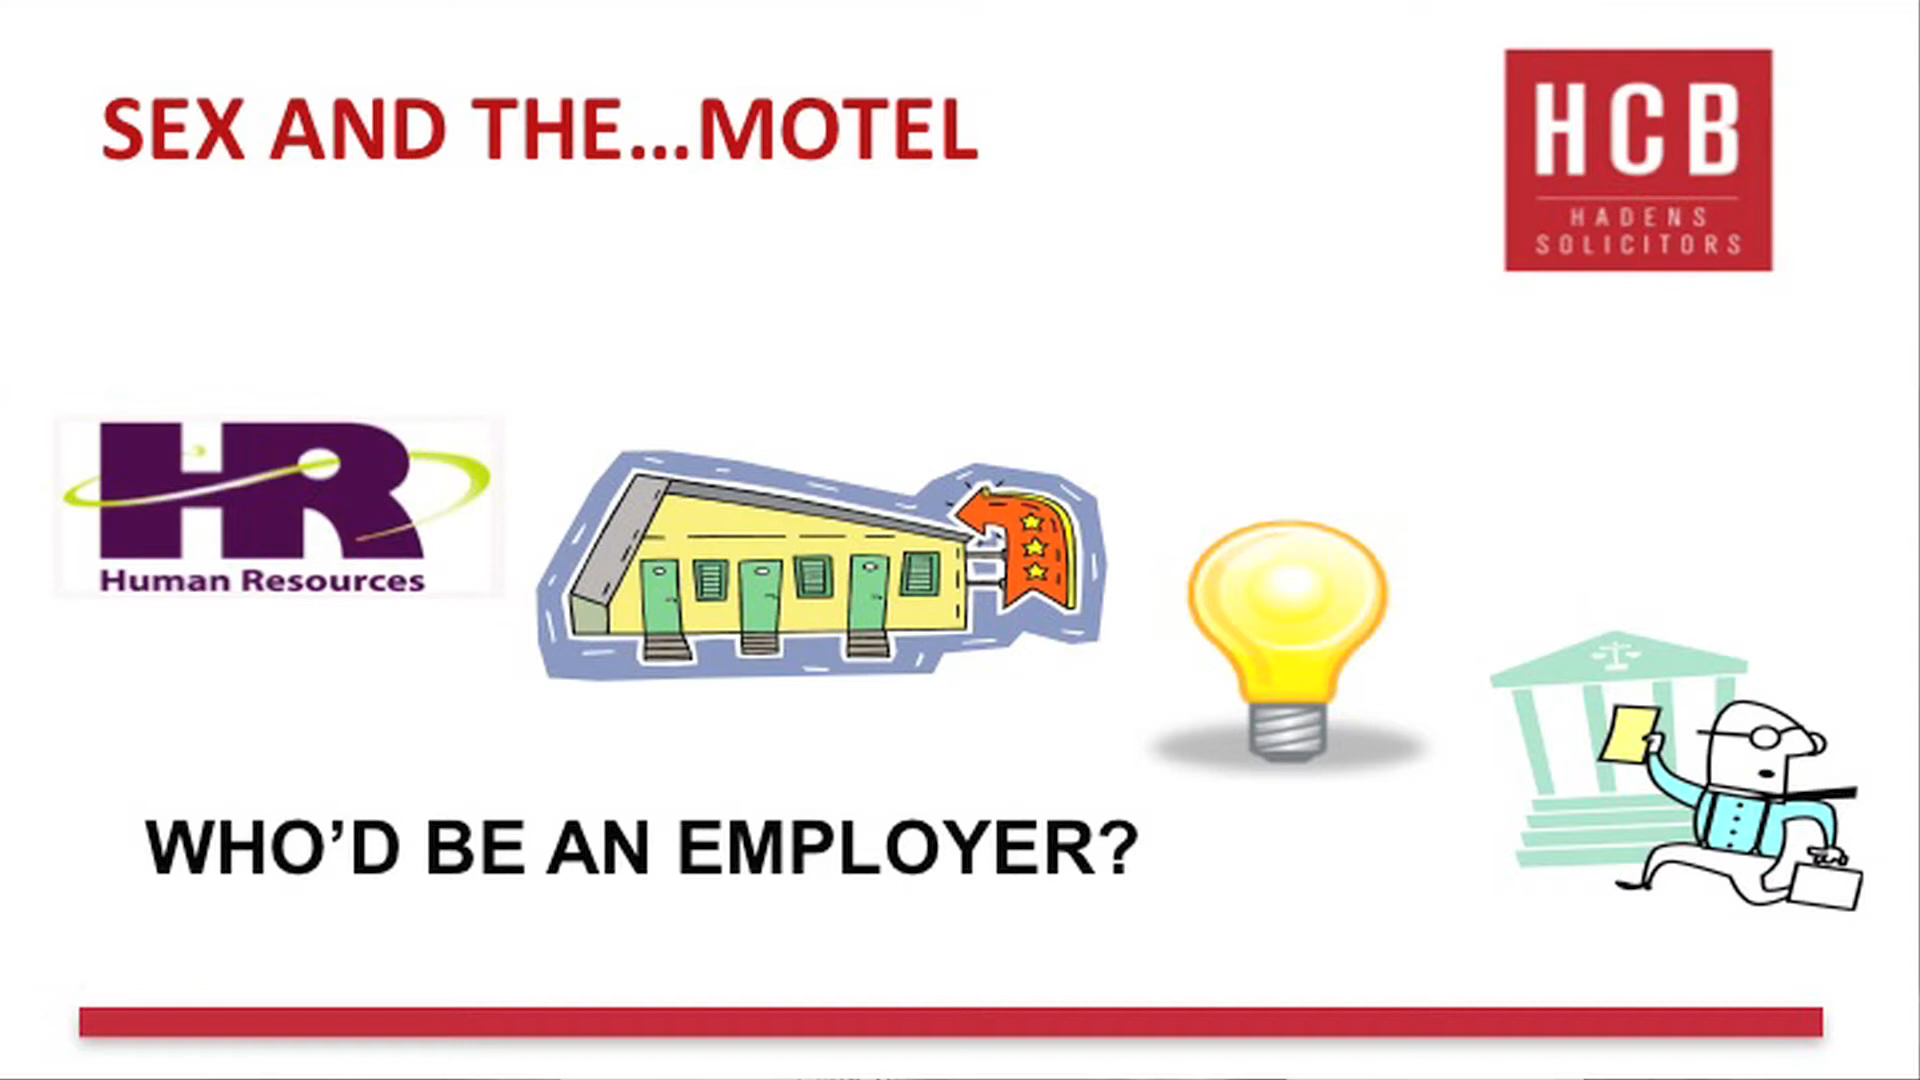 SEX AND THE...MOTEL
HCB
HADENS
SOLICITORS
HR
Human Resources
WHO'D BE AN EMPLOYER?